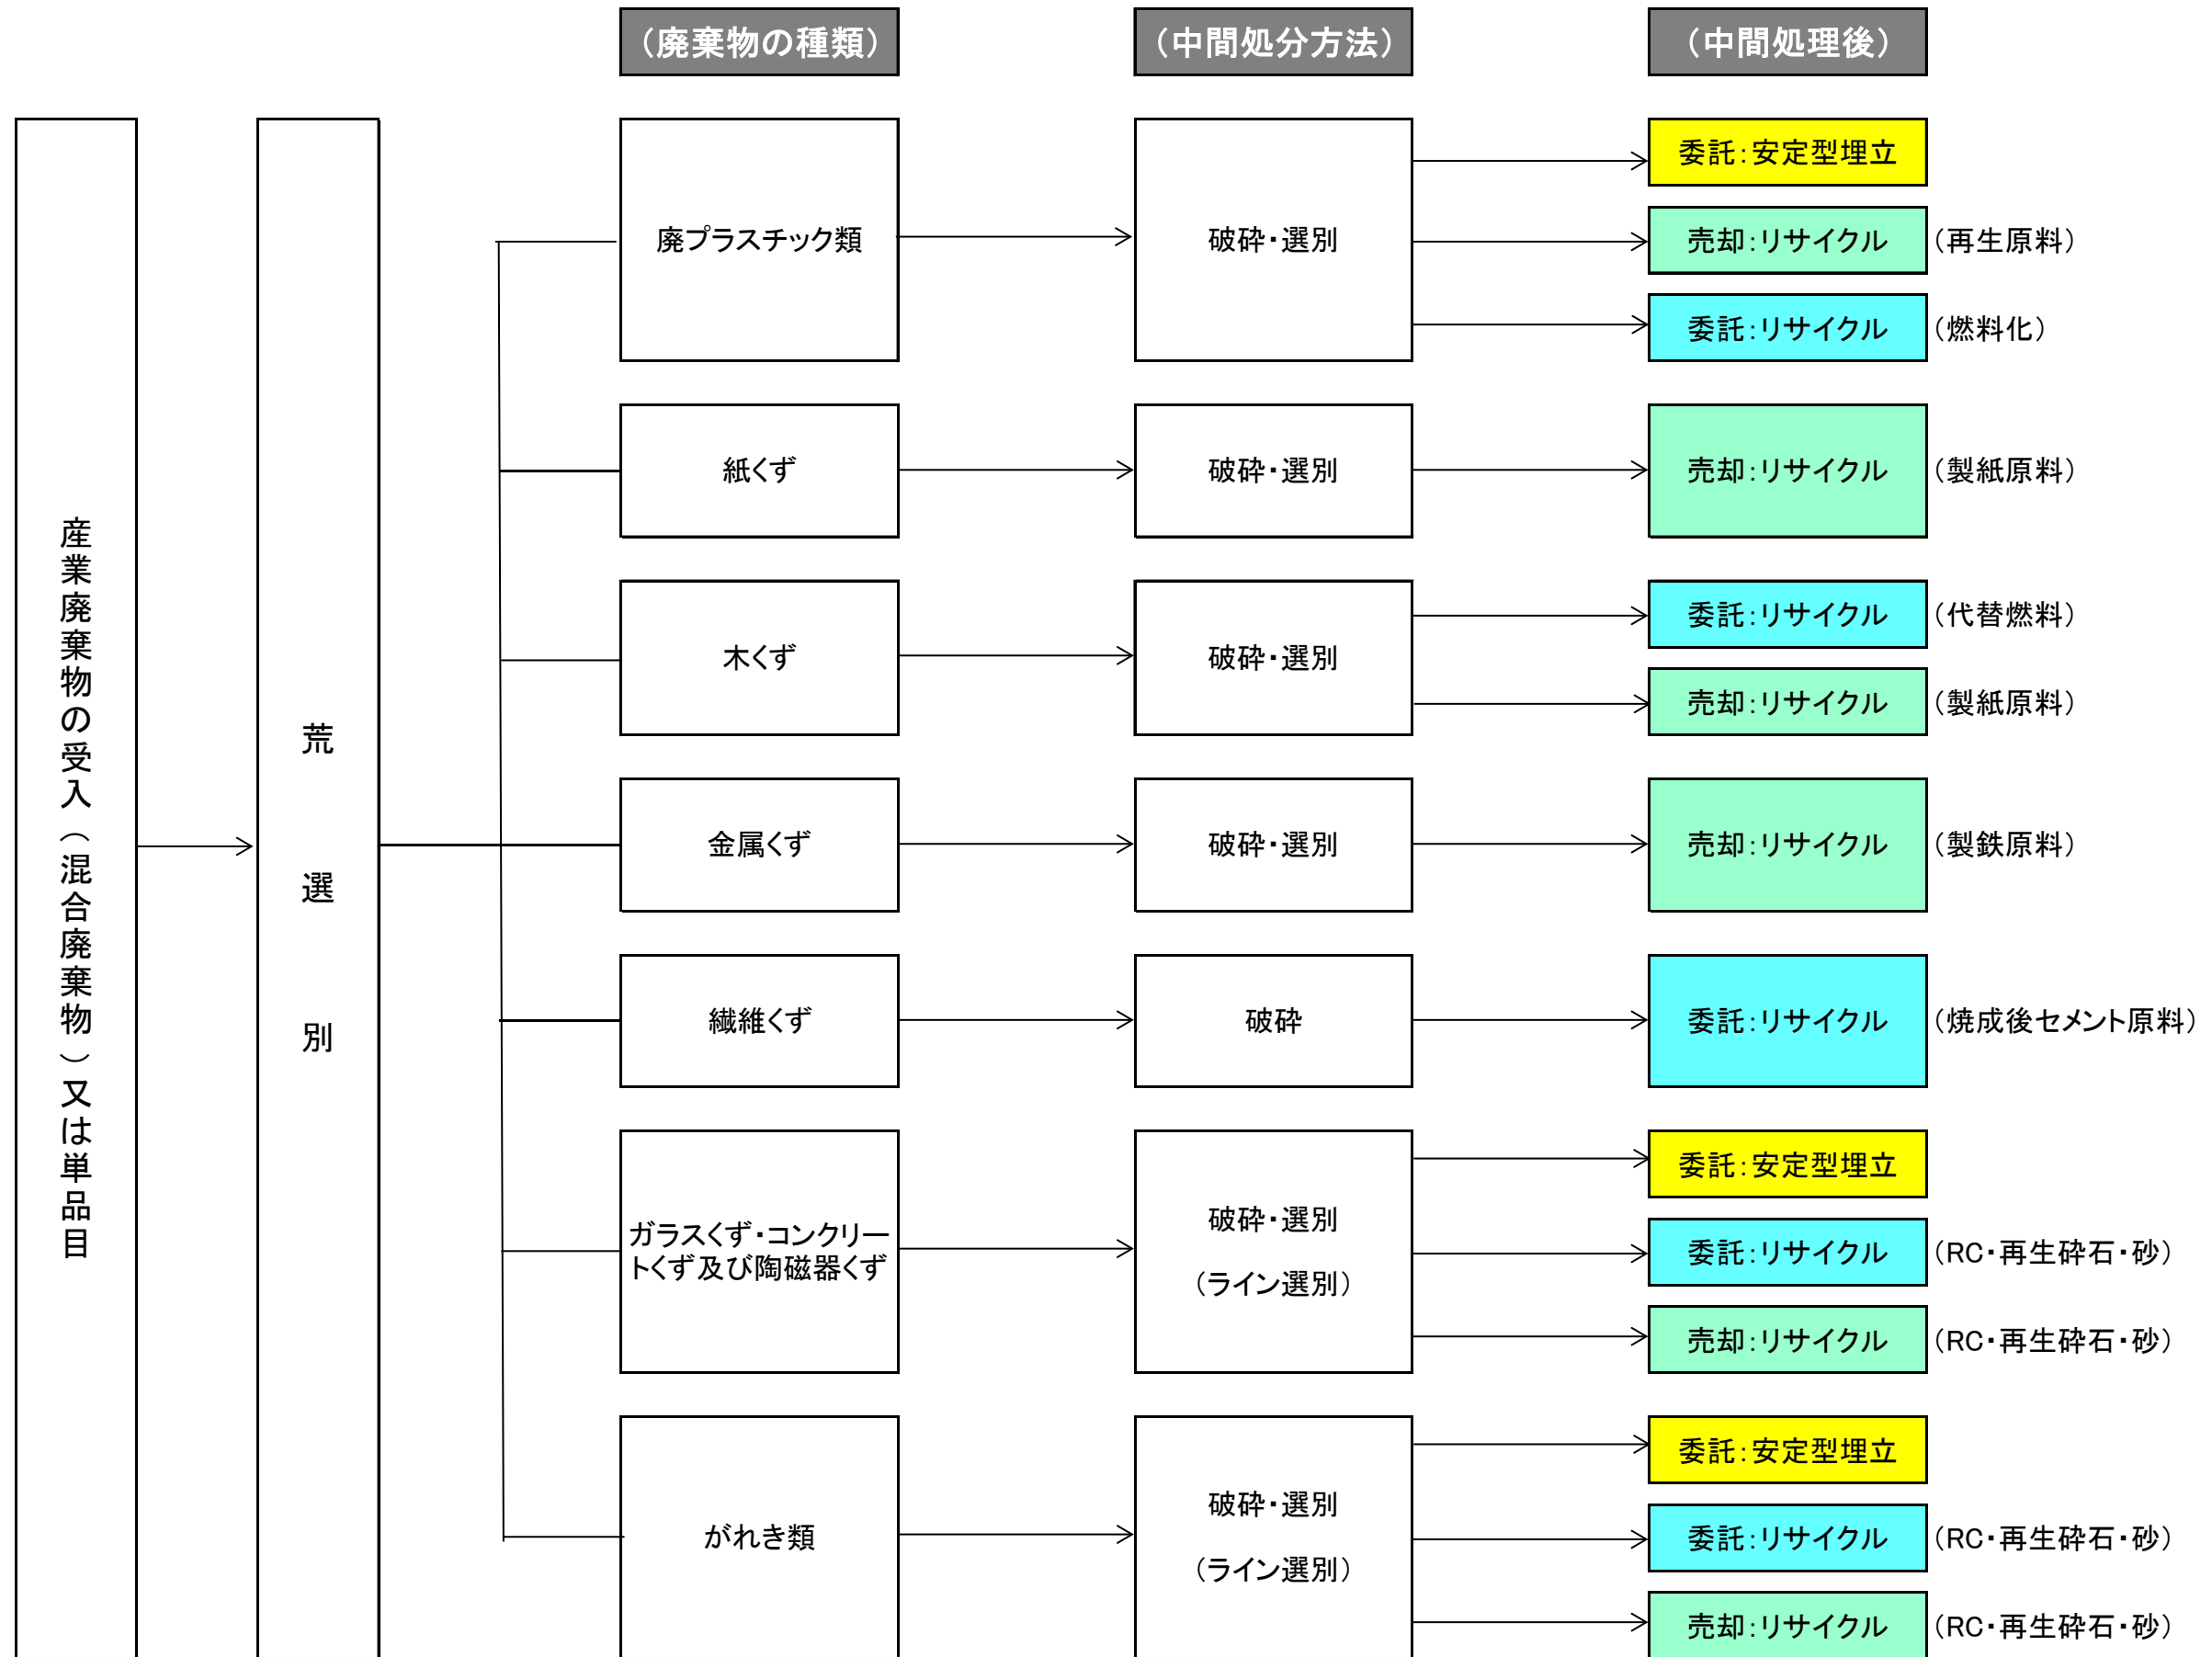 （廃棄物の種類）
（中間処分方法）
（中間処理後）
産業廃棄物の受入（混合廃棄物）又は単品目
荒選別
廃プラスチック類
破砕・選別
委託：安定型埋立
売却：リサイクル
（再生原料）
委託：リサイクル
（燃料化）
紙くず
破砕・選別
売却：リサイクル
（製紙原料）
木くず
破砕・選別
委託：リサイクル
（代替燃料）
売却：リサイクル
（製紙原料）
金属くず
破砕・選別
売却：リサイクル
（製鉄原料）
繊維くず
破砕
委託：リサイクル
（焼成後セメント原料）
ガラスくず・コンクリー
トくず及び陶磁器くず
破砕・選別
（ライン選別）
委託：安定型埋立
委託：リサイクル
（RC・再生砕石・砂）
売却：リサイクル
（RC・再生砕石・砂）
がれき類
破砕・選別
（ライン選別）
委託：安定型埋立
委託：リサイクル
（RC・再生砕石・砂）
売却：リサイクル
（RC・再生砕石・砂）